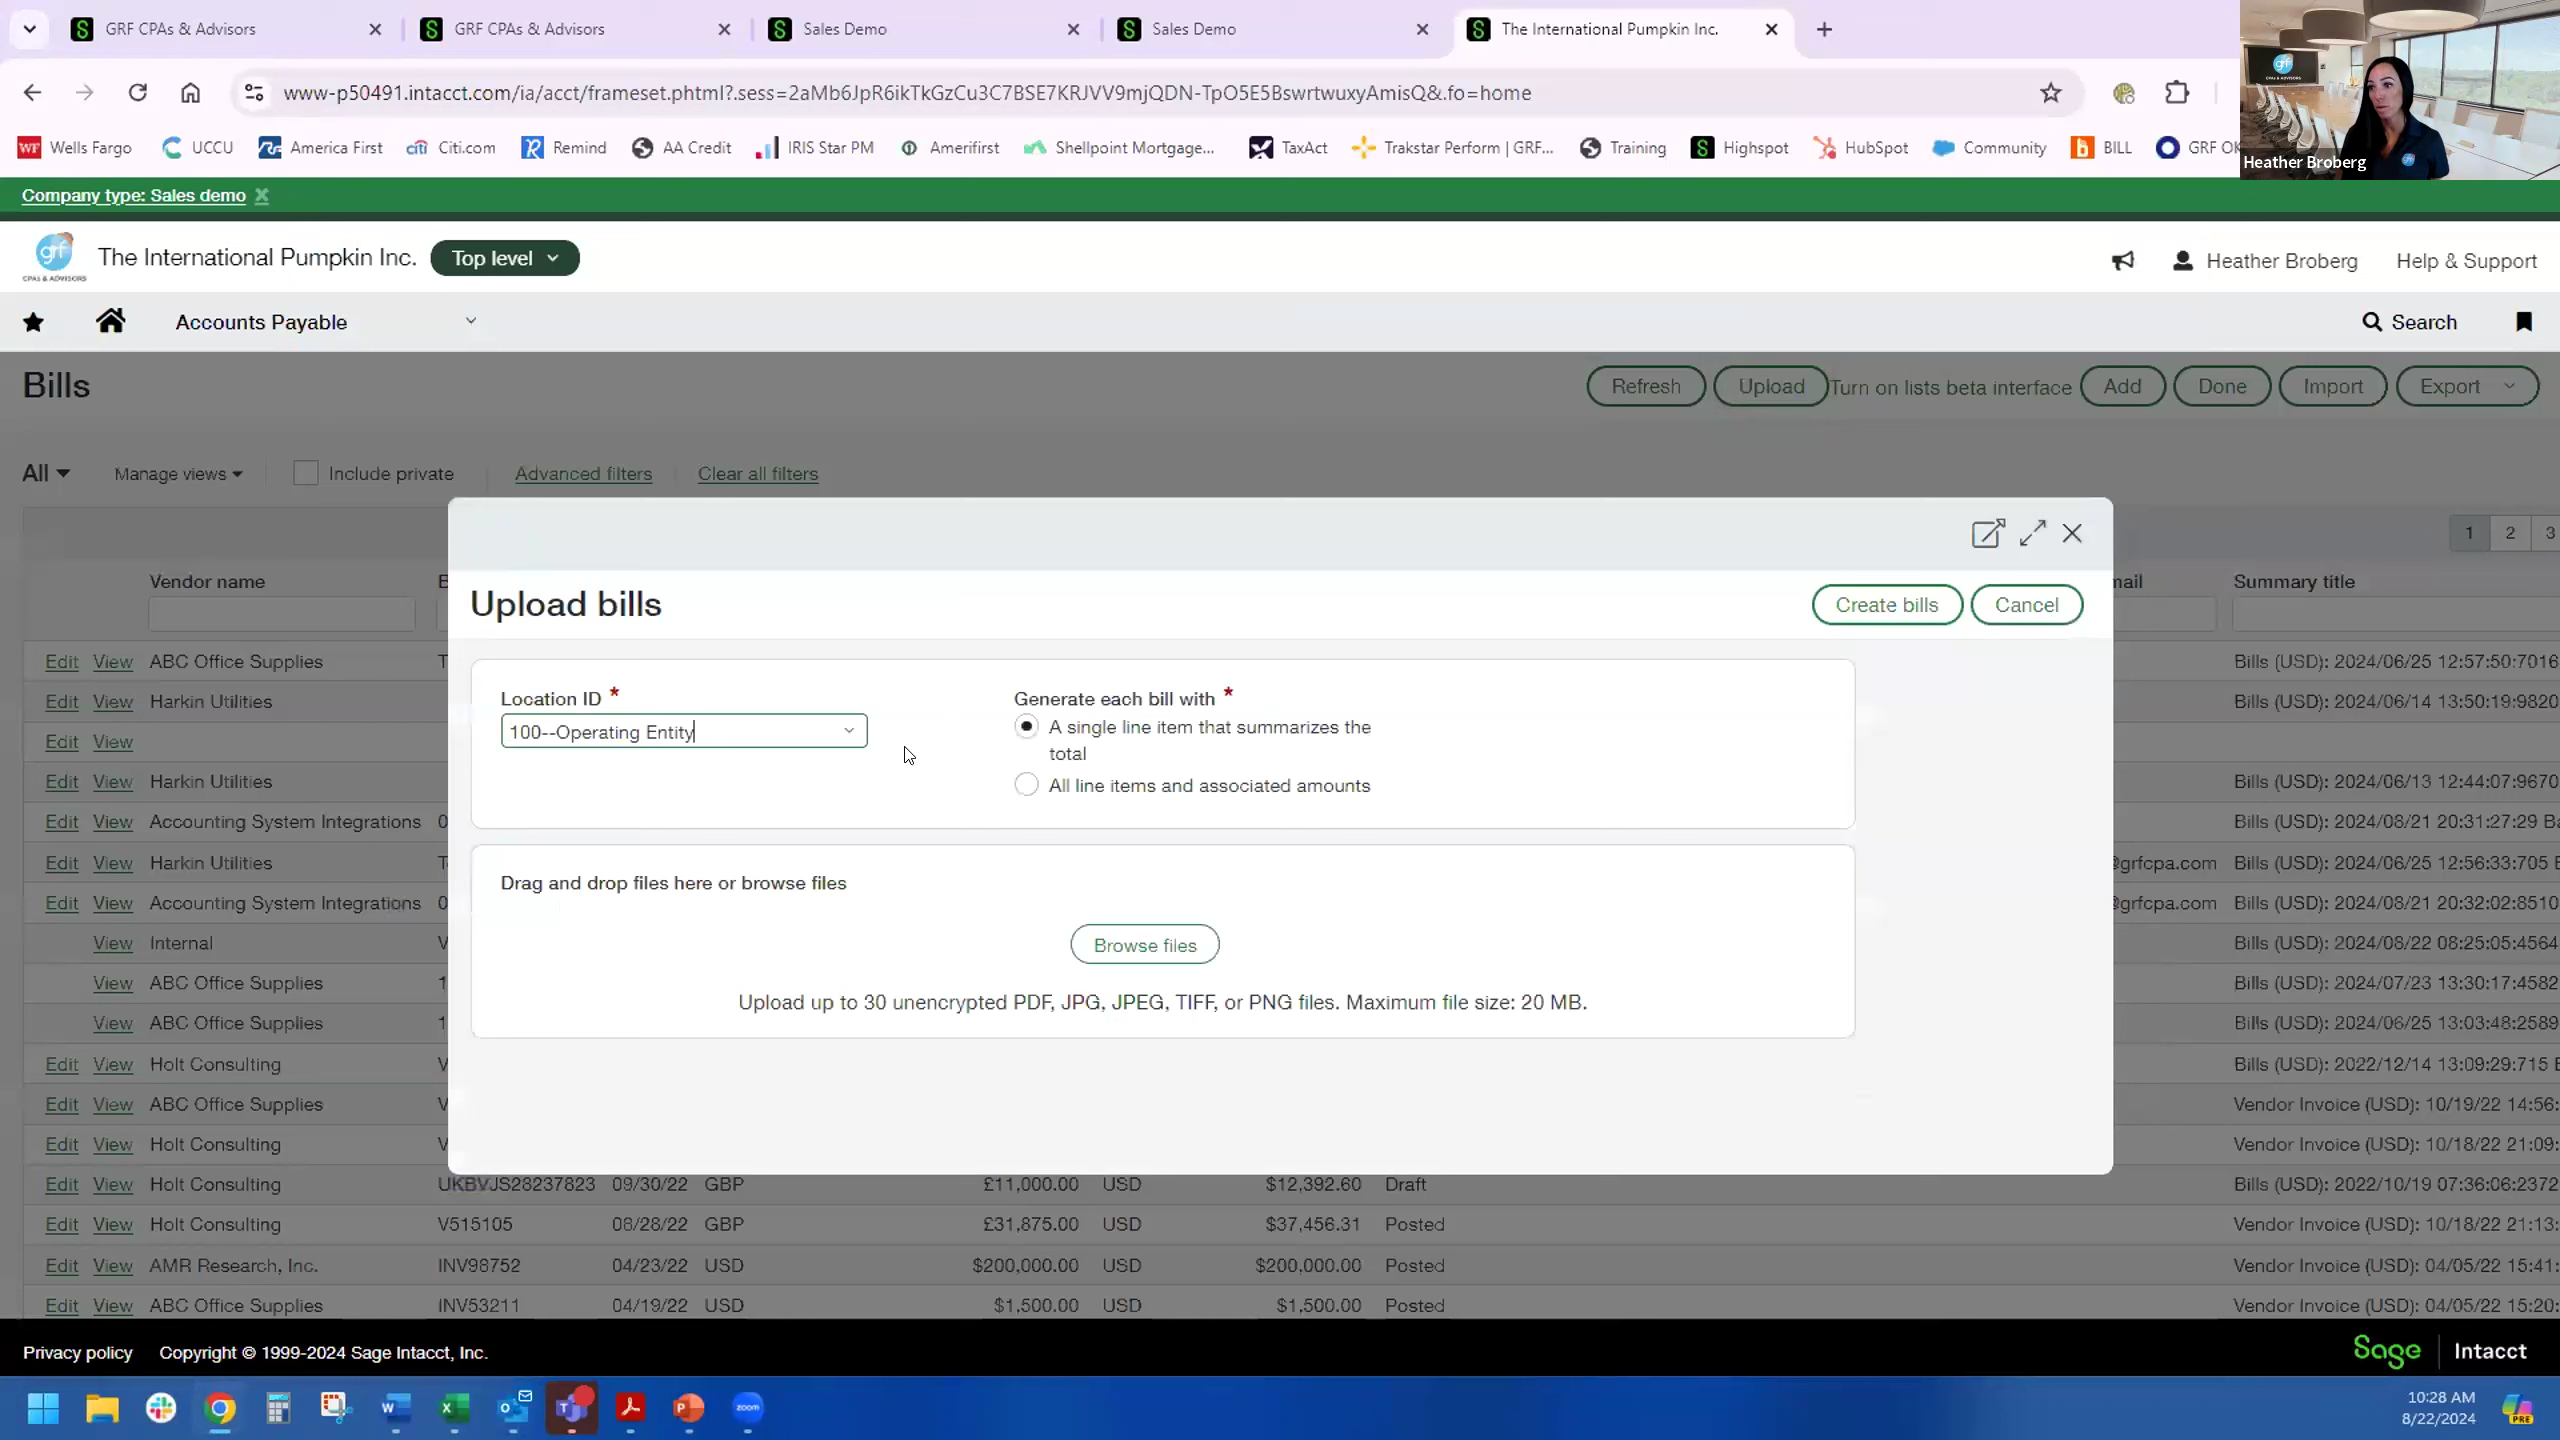 GRF CPAs & Advisors
GRF CPAs & Advisors
Sales Demo
Sales Demo
The International Pumpkin Inc.
www-p50491.intacct.com/ia/acct/frameset.phtml?.sess=2aMb6JpR6ikTkGzCu3C7BSE7KRJVV9mjQDN-TpO5E5BswrtwuxyAmisQ&.fo=home
Wells Fargo
UCCU
America First
Citi.com
Remind
AA Credit
IRIS Star PM
Amerifirst
Shellpoint Mortgage...
TaxAct
Trakstar Perform | GRF...
Training
Highspot
HubSpot
Community
BILL
Heather Broberg
Company type: Sales demo
grf
CPAs & ADVISORS
The International Pumpkin Inc.
Top level
Heather Broberg
Help & Support
Accounts Payable
Search
Bills
Refresh
Upload
Turn on lists beta interface
Add
Done
Import
Export
All
Manage views
Include private
Advanced filters
Clear all filters
1 2 3
Vendor name
Summary title
Upload bills
Create bills
Cancel
Location ID *
100--Operating Entity
Generate each bill with *
A single line item that summarizes the
total
All line items and associated amounts
Drag and drop files here or browse files
Browse files
Upload up to 30 unencrypted PDF, JPG, JPEG, TIFF, or PNG files. Maximum file size: 20 MB.
Edit View ABC Office Supplies T Bills (USD): 2024/06/25 12:57:50:7016
Edit View Harkin Utilities Bills (USD): 2024/06/14 13:50:19:9820
Edit View
Edit View Harkin Utilities Bills (USD): 2024/06/13 12:44:07:9670
Edit View Accounting System Integrations 0 Bills (USD): 2024/08/21 20:31:27:29 Ba
Edit View Harkin Utilities @grfcpa.com Bills (USD): 2024/06/25 12:56:33:705 B
Edit View Accounting System Integrations 0 @grfcpa.com Bills (USD): 2024/08/21 20:32:02:8510
View Internal V Bills (USD): 2024/08/22 08:25:05:4564
View ABC Office Supplies 1 Bills (USD): 2024/07/23 13:30:17:4582
View ABC Office Supplies 1 Bills (USD): 2024/06/25 13:03:48:2589
Edit View Holt Consulting V Bills (USD): 2022/12/14 13:09:29:715
Edit View ABC Office Supplies V Vendor Invoice (USD): 10/19/22 14:56:
Edit View Holt Consulting V Vendor Invoice (USD): 10/18/22 21:09:
Edit View Holt Consulting UKBVJS28237823 09/30/22 GBP £11,000.00 USD $12,392.60 Draft Bills (USD): 2022/10/19 07:36:06:2372
Edit View Holt Consulting V515105 08/28/22 GBP £31,875.00 USD $37,456.31 Posted Vendor Invoice (USD): 10/18/22 21:13:
Edit View AMR Research, Inc. INV98752 04/23/22 USD $200,000.00 USD $200,000.00 Posted Vendor Invoice (USD): 04/05/22 15:41:
Edit View ABC Office Supplies INV53211 04/19/22 USD $1,500.00 USD $1,500.00 Posted Vendor Invoice (USD): 04/05/22 15:20:
Privacy policy
Copyright © 1999-2024 Sage Intacct, Inc.
Sage
Intacct
zoom
10:28 AM
8/22/2024
PRE